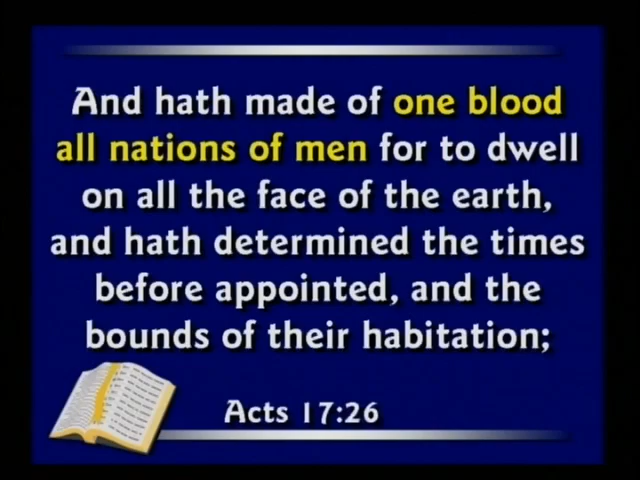 And hath made of one blood
all nations of men for to dwell
on all the face of the earth,
and hath determined the times
before appointed, and the
bounds of their habitation;
Acts 17:26